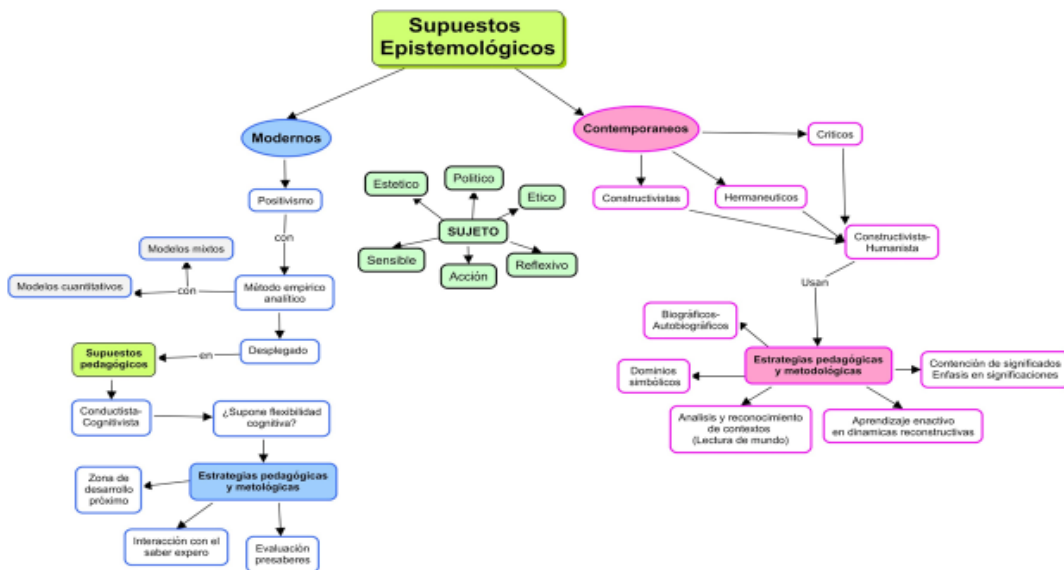 Supuestos
Epistemológicos
Modernos
Contemporaneos
Criticos
Positivismo
Estetico
Politico
Etico
Constructivistas
Hermaneuticos
SUJETO
con
Modelos mixtos
Sensible
Acción
Reflexivo
Constructivista-
Humanista
Modelos cuantitativos
con
Método empírico
analítico
Usan
Biográficos-
Autobiográficos
Supuestos
pedagógicos
en
Desplegado
Estrategias pedagógicas
y metodológicas
Contención de significados
Enfasis en significaciones
Dominios
simbólicos
Conductista-
Cognitivista
¿Supone flexibilidad
cognitiva?
Analisis y reconocimiento
de contextos
(Lectura de mundo)
Aprendizaje enactivo
en dinamicas reconstructivas
Zona de
desarrollo
próximo
Estrategias pedagógicas
y metológicas
Interacción con el
saber expero
Evaluación
presaberes